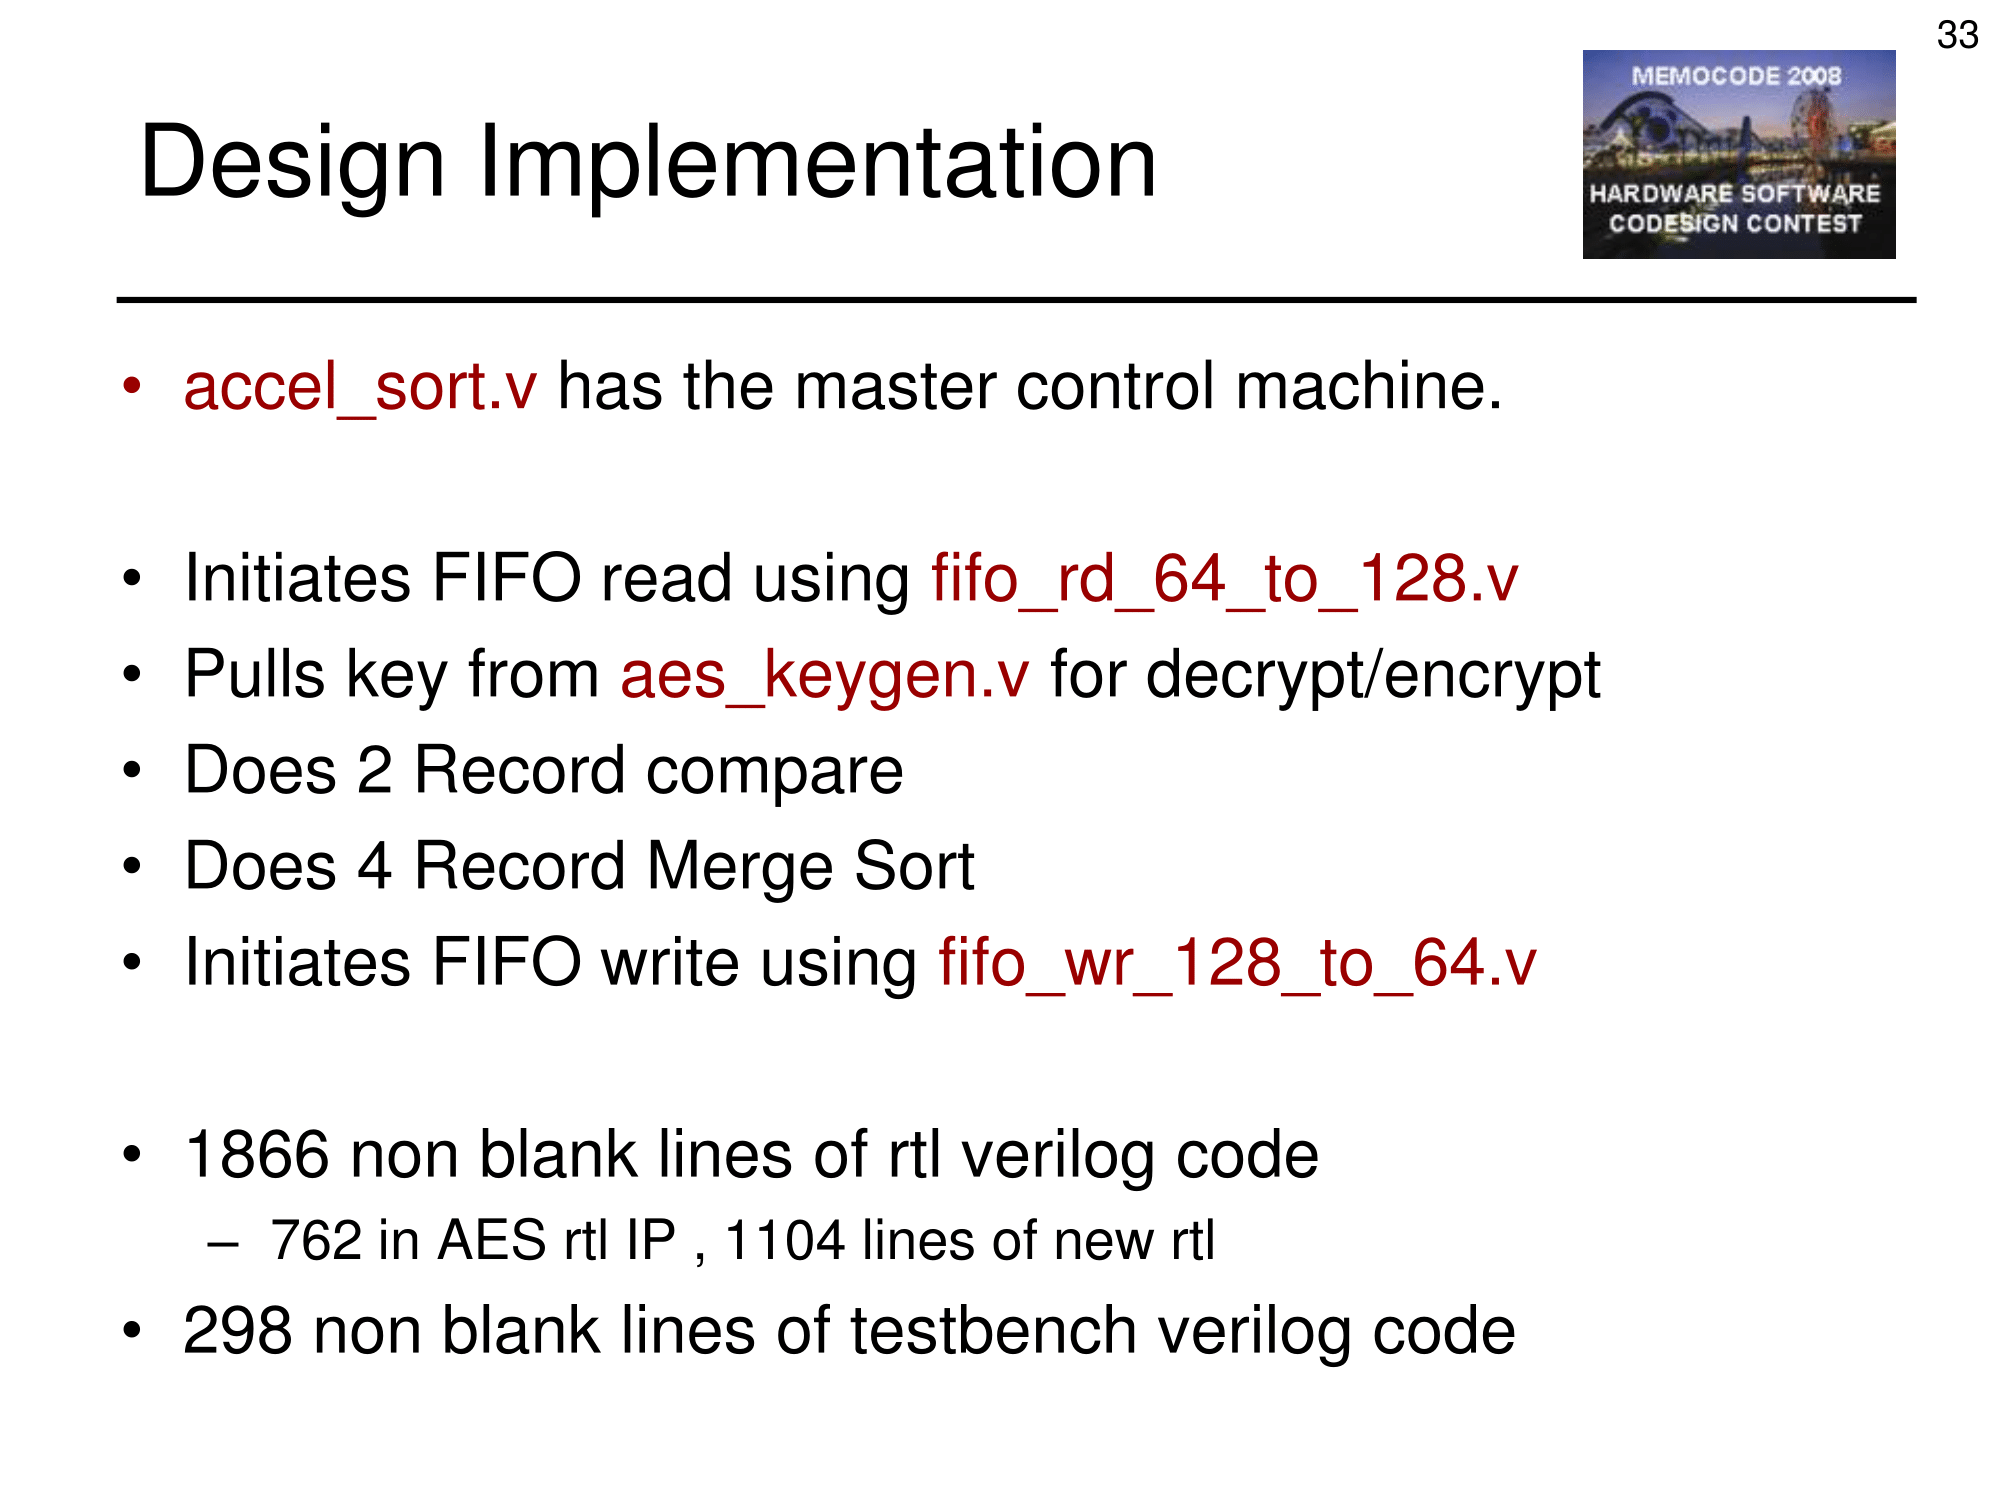 33
MEMOCODE 2008
HARDWARE SOFTWARE
CODESIGN CONTEST
Design Implementation
• accel_sort.v has the master control machine.
• Initiates FIFO read using fifo_rd_64_to_128.v
• Pulls key from aes_keygen.v for decrypt/encrypt
• Does 2 Record compare
• Does 4 Record Merge Sort
• Initiates FIFO write using fifo_wr_128_to_64.v
• 1866 non blank lines of rtl verilog code
– 762 in AES rtl IP , 1104 lines of new rtl
• 298 non blank lines of testbench verilog code